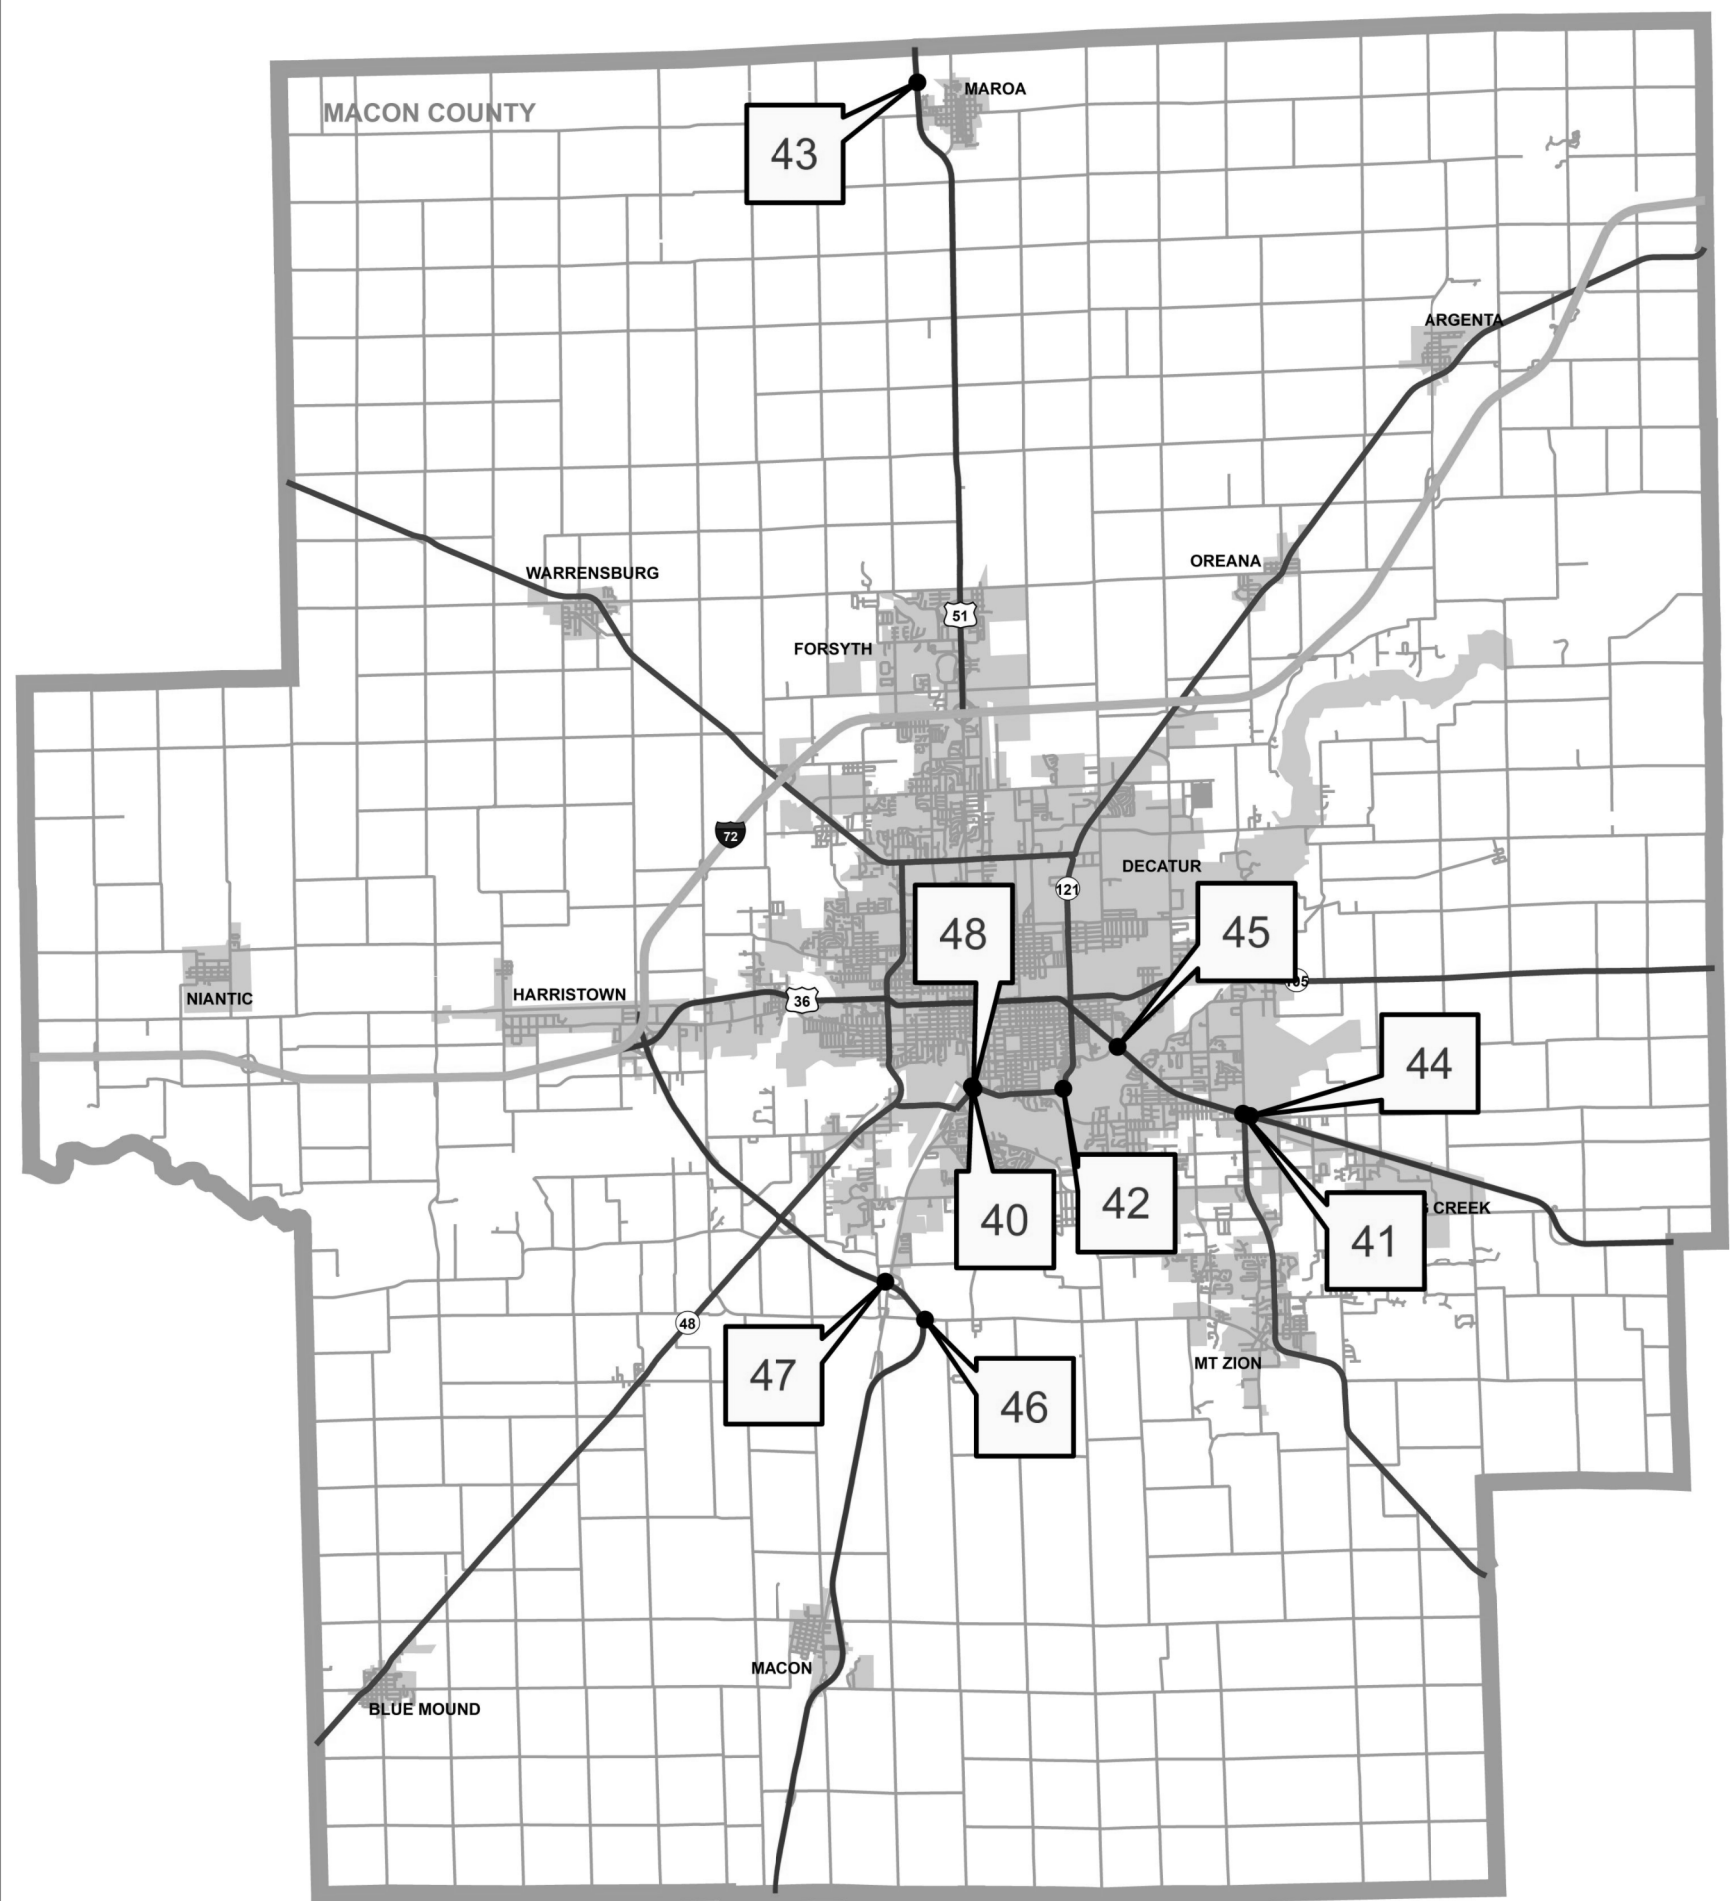 MAROA
MACON COUNTY
43
ARGENTA
OREANA
WARRENSBURG
51
FORSYTH
72
DECATUR
121
48
45
NIANTIC
HARRISTOWN
36
44
40
42
CREEK
41
48
47
46
MT ZION
MACON
BLUE MOUND